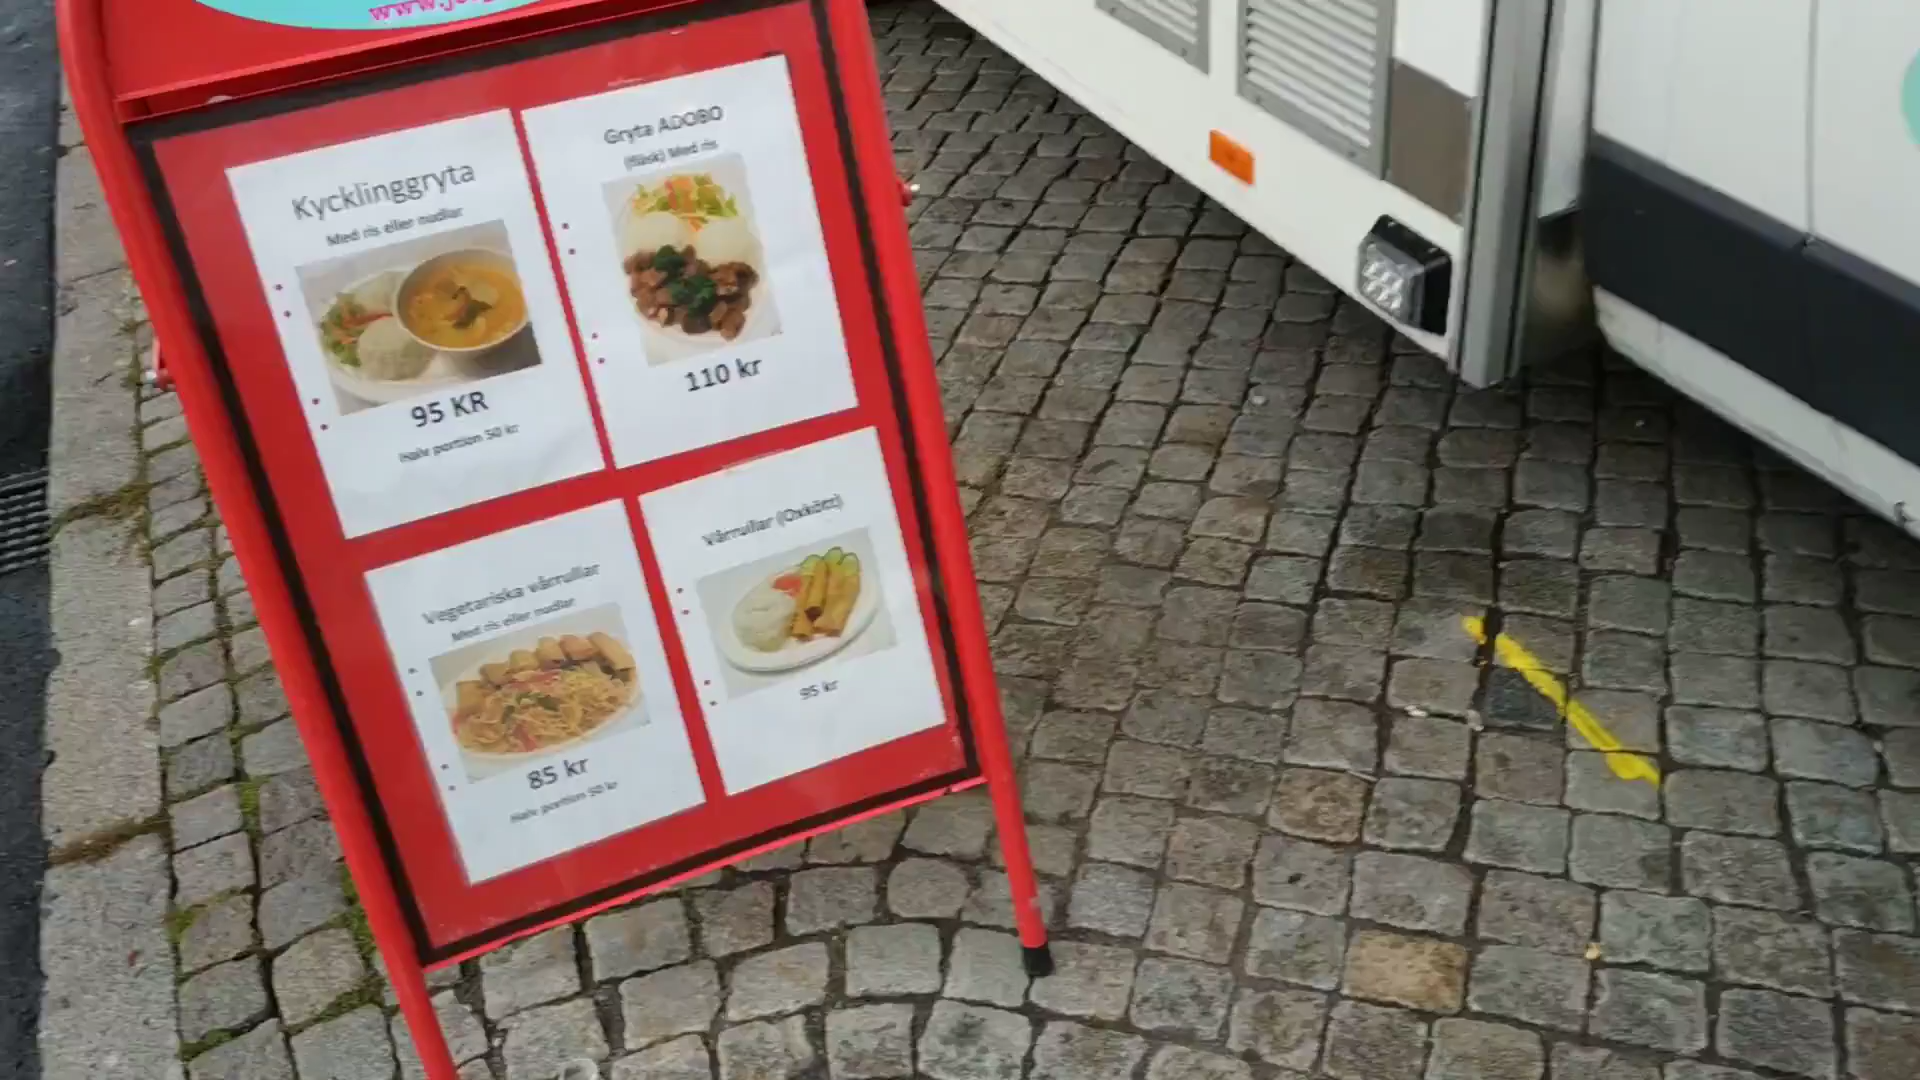 Kycklinggryta
Med ris eller nudlar
95 KR
Halv portion 50 kr
Gryta ADOBO
(fläsk) Med ris
110 kr
Vegetariska vårrullar
Med ris eller nudlar
85 kr
Halv portion 50 kr
Vårrullar (Oxkött)
95 kr